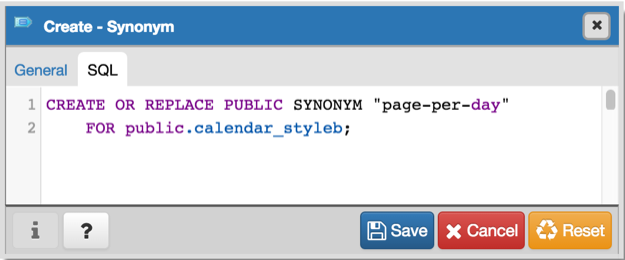 Create - Synonym
General SQL
1 CREATE OR REPLACE PUBLIC SYNONYM "page-per-day"
2 FOR public.calendar_styleb;
i ? Save Cancel Reset